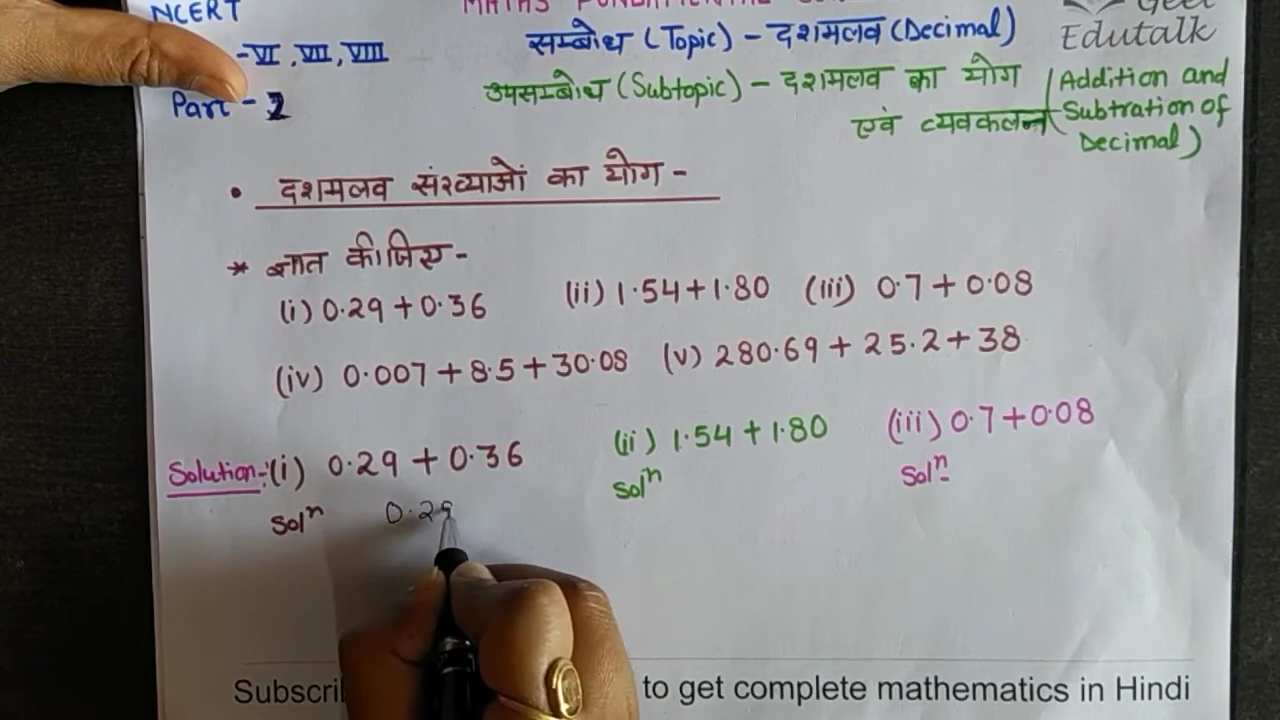 NCERT
-VI, VII, VIII
Part - 2
सम्बोध (Topic) - दशमलव (Decimal)
उपसम्बोध (Subtopic) - दशमलव का योग
एवं व्यवकलन
(Addition and
Subtration of
Decimal)
Geet
Edutalk
• दशमलव संख्याओं का योग -
* ज्ञात कीजिए -
(i) 0.29 + 0.36 (ii) 1.54 + 1.80 (iii) 0.7 + 0.08
(iv) 0.007 + 8.5 + 30.08 (v) 280.69 + 25.2 + 38
Solution:- (i) 0.29 + 0.36 (ii) 1.54 + 1.80 (iii) 0.7 + 0.08
Solⁿ 0.29 Solⁿ Solⁿ-
to get complete mathematics in Hindi